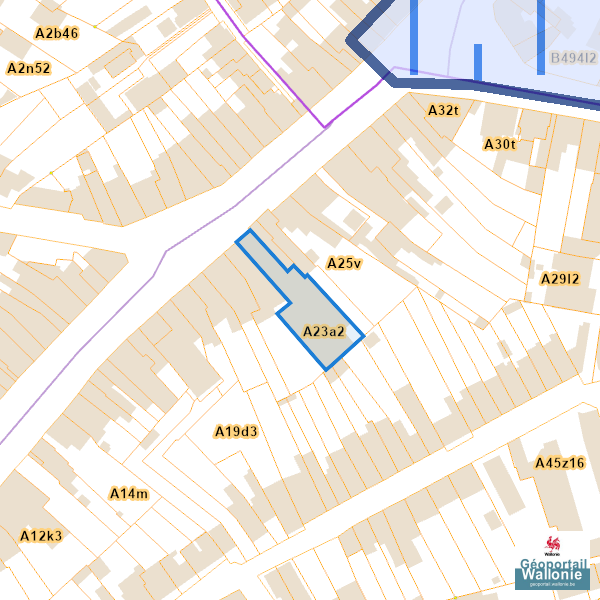 A2b46
B494l2
A2n52
A32t
A30t
A25v
A29l2
A23a2
A19d3
A45z16
A14m
A12k3
Wallonie
Géoportail
Wallonie
geoportail.wallonie.be